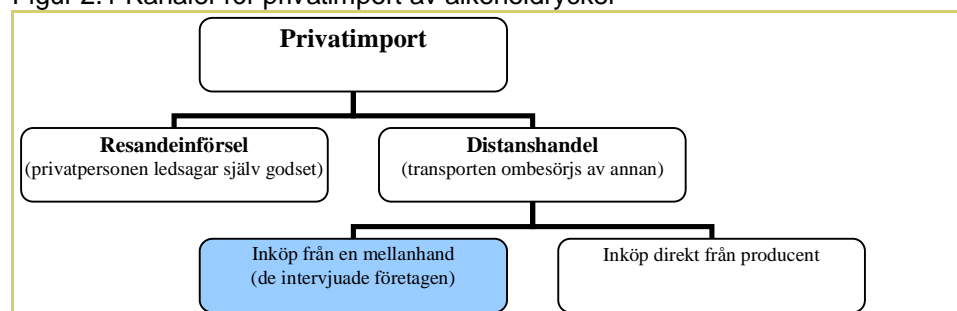 Figur 2.1 Kanaler för privatimport av alkoholdrycker
Privatimport
Resandeinförsel
(privatpersonen ledsagar själv godset)
Distanshandel
(transporten ombesörjs av annan)
Inköp från en mellanhand
(de intervjuade företagen)
Inköp direkt från producent